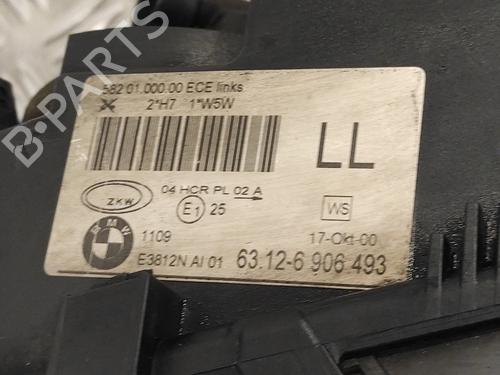 582 01.000.00 ECE links
2*H7 1*W5W
LL
04 HCR PL 02 A
ZKW
E1 25
WS
BMW
1109
17-Okt-00
E3812N AI 01 63.12-6 906 493
B-PARTS